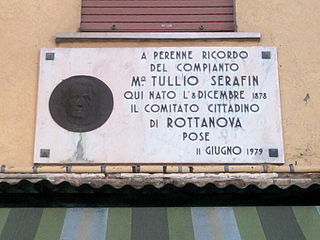 A PERENNE RICORDO
DEL COMPIANTO
Mº TULLIO SERAFIN
QUI NATO L'8 DICEMBRE 1878
IL COMITATO CITTADINO
DI ROTTANOVA
POSE
11 GIUGNO 1979